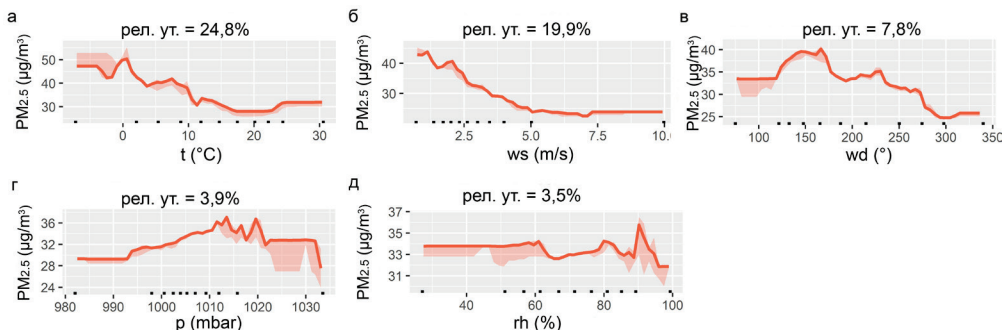 а
рел. ут. = 24,8%
PM2.5 (µg/m³)
50
40
30
0
10
20
30
t (°C)
б
рел. ут. = 19,9%
PM2.5 (µg/m³)
40
30
2.5
5.0
7.5
10.0
ws (m/s)
в
рел. ут. = 7,8%
PM2.5 (µg/m³)
40
35
30
25
100
150
200
250
300
350
wd (°)
г
рел. ут. = 3,9%
PM2.5 (µg/m³)
36
32
28
980
990
1000
1010
1020
1030
p (mbar)
д
рел. ут. = 3,5%
PM2.5 (µg/m³)
37
35
33
31
40
60
80
100
rh (%)